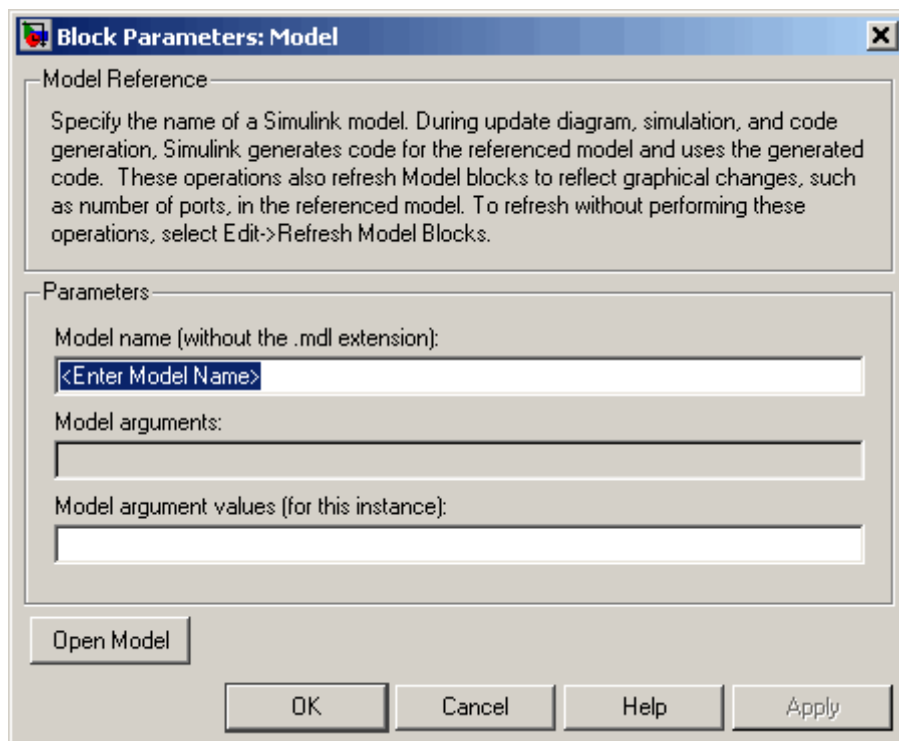 Block Parameters: Model
Model Reference
Specify the name of a Simulink model. During update diagram, simulation, and code
generation, Simulink generates code for the referenced model and uses the generated
code.  These operations also refresh Model blocks to reflect graphical changes, such
as number of ports, in the referenced model. To refresh without performing these
operations, select Edit->Refresh Model Blocks.
Parameters
Model name (without the .mdl extension):
<Enter Model Name>
Model arguments:
Model argument values (for this instance):
Open Model
OK Cancel Help Apply